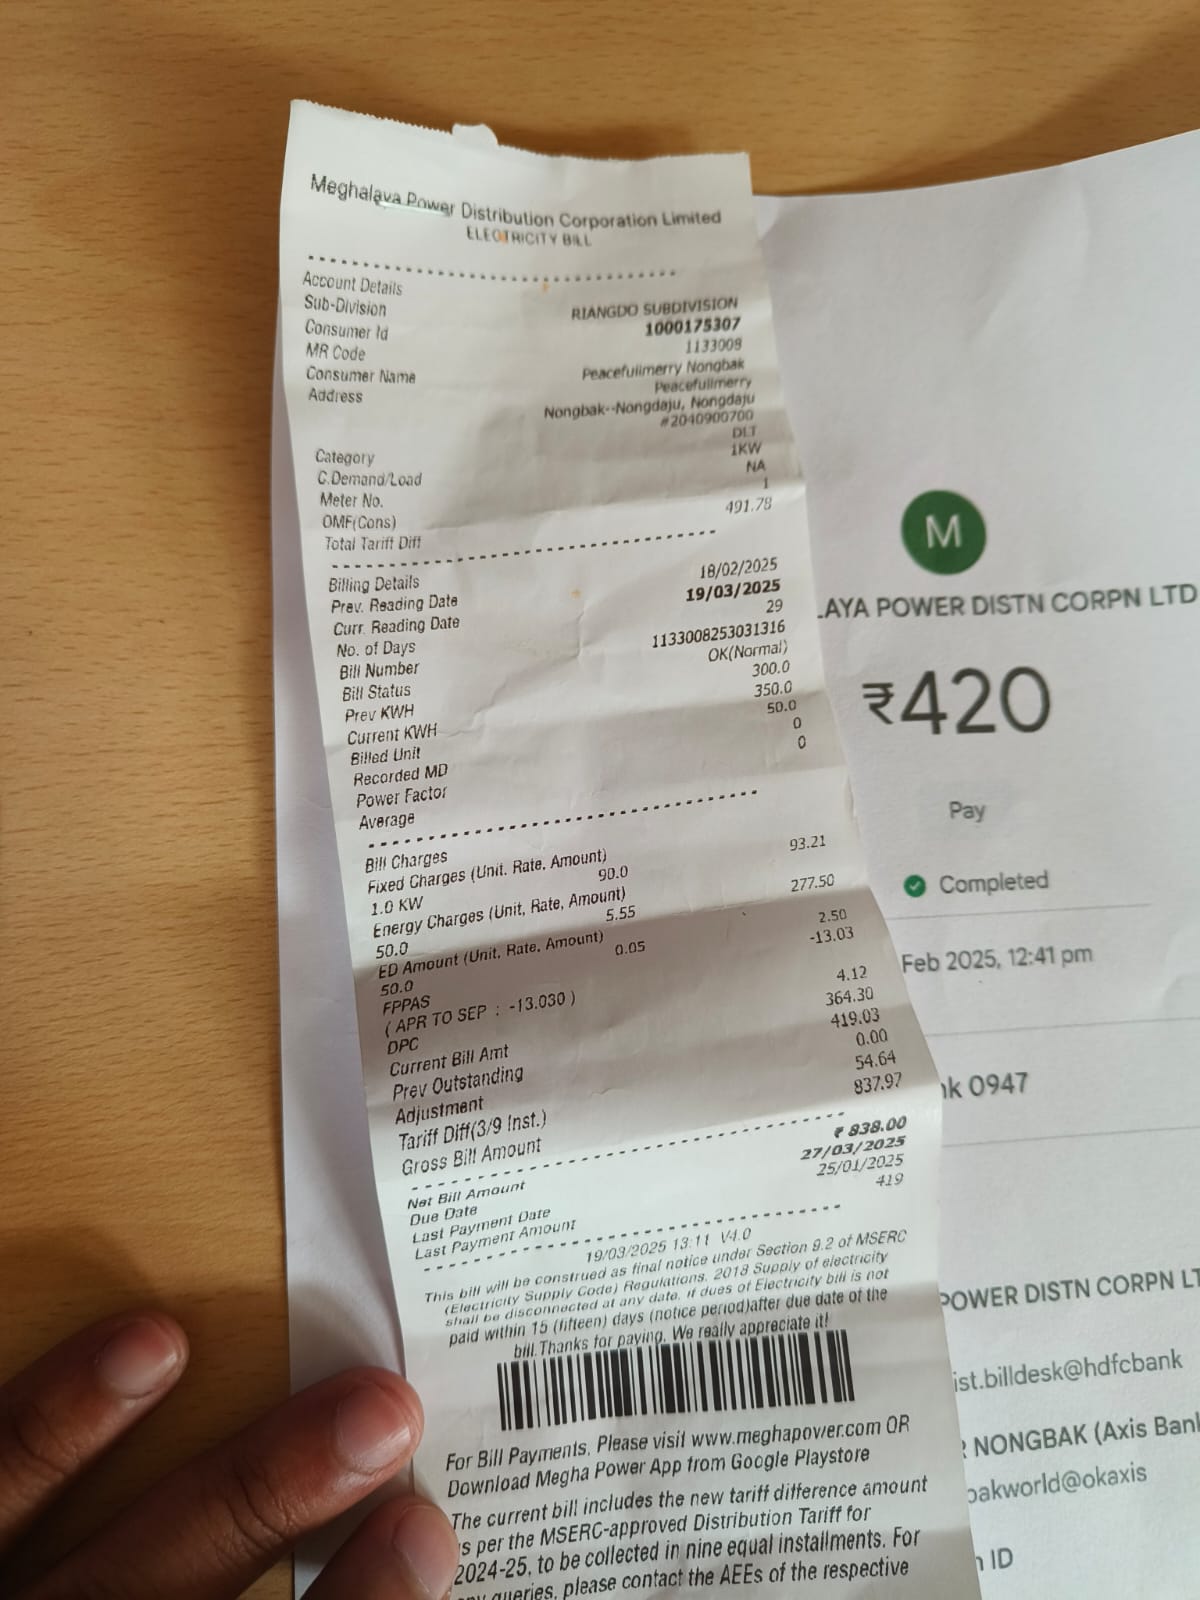 Meghalaya Power Distribution Corporation Limited
ELECTRICITY BILL
Account Details
Sub-Division RIANGDO SUBDIVISION
Consumer Id 1000175307
MR Code 1133008
Consumer Name Peacefullmerry Nongbak
Address Peacefullmerry
Nongbak--Nongdaju, Nongdaju
#2040900700
Category DLT
C.Demand/Load 1KW
Meter No. NA
OMF(Cons) 1
Total Tariff Diff 491.78
Billing Details
Prev. Reading Date 18/02/2025
Curr. Reading Date 19/03/2025
No. of Days 29
Bill Number 1133008253031316
Bill Status OK(Normal)
Prev KWH 300.0
Current KWH 350.0
Billed Unit 50.0
Recorded MD 0
Power Factor 0
Average
Bill Charges
Fixed Charges (Unit, Rate, Amount)
1.0 KW 90.0 93.21
Energy Charges (Unit, Rate, Amount)
50.0 5.55 277.50
ED Amount (Unit, Rate, Amount)
50.0 0.05 2.50
FPPAS -13.03
( APR TO SEP : -13.030 )
DPC 4.12
Current Bill Amt 364.30
Prev Outstanding 419.03
Adjustment 0.00
Tariff Diff(3/9 Inst.) 54.64
Gross Bill Amount 837.97
Net Bill Amount ₹ 838.00
Due Date 27/03/2025
Last Payment Date 25/01/2025
Last Payment Amount 419
19/03/2025 13:11 V4.0
This bill will be construed as final notice under Section 9.2 of MSERC
(Electricity Supply Code) Regulations, 2018 Supply of electricity
shall be disconnected at any date, if dues of Electricity bill is not
paid within 15 (fifteen) days (notice period)after due date of the
bill.Thanks for paying. We really appreciate it!
For Bill Payments, Please visit www.meghapower.com OR
Download Megha Power App from Google Playstore
The current bill includes the new tariff difference amount
as per the MSERC-approved Distribution Tariff for
2024-25, to be collected in nine equal installments. For
any queries, please contact the AEEs of the respective
M
LAYA POWER DISTN CORPN LTD
₹420
Pay
Completed
Feb 2025, 12:41 pm
nk 0947
POWER DISTN CORPN LT
ist.billdesk@hdfcbank
NONGBAK (Axis Bank
bakworld@okaxis
ID